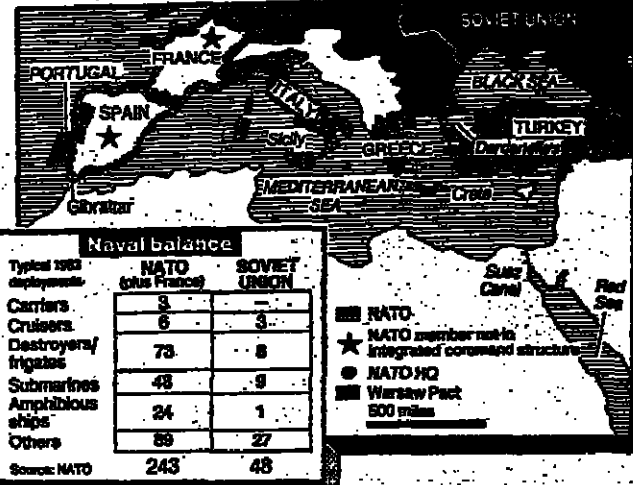 SOVIET UNION
FRANCE
PORTUGAL
BLACK SEA
ITALY
SPAIN
TURKEY
Sicily
GREECE
Dardanelles
MEDITERRANEAN SEA
Crete
Gibraltar
Suez Canal
Red Sea
Naval balance
Typical 1983 deployments
NATO (plus France)
SOVIET UNION
Carriers 3 —
Cruisers 6 3
Destroyers/ frigates 73 8
Submarines 48 9
Amphibious ships 24 1
Others 89 27
Source: NATO 243 48
NATO
NATO member not in
integrated command structure
NATO HQ
Warsaw Pact
500 miles